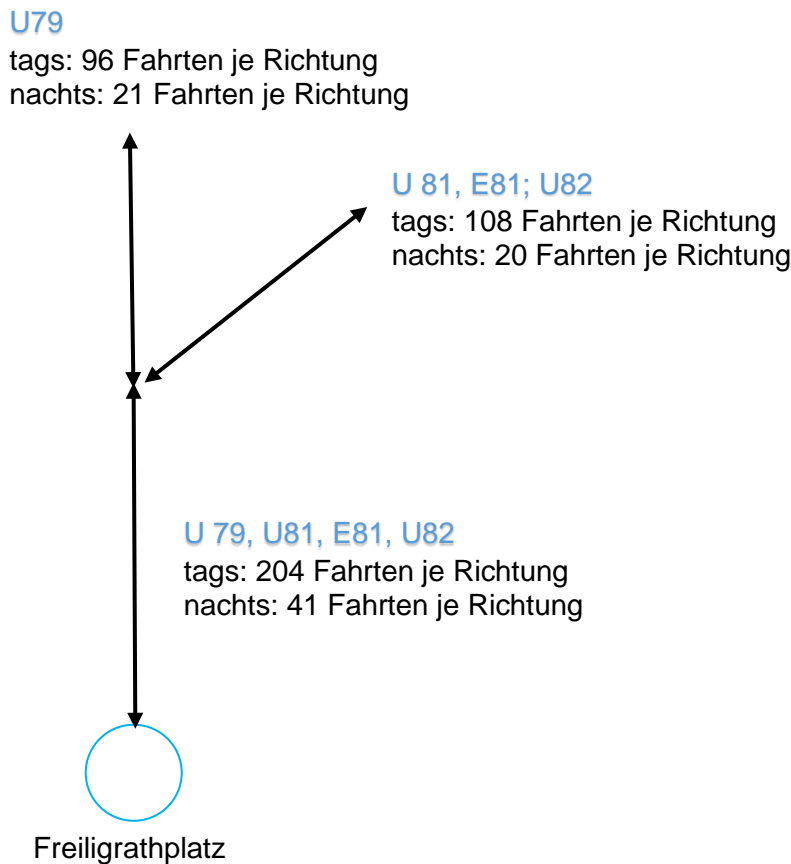 U79
tags: 96 Fahrten je Richtung
nachts: 21 Fahrten je Richtung
U 81, E81; U82
tags: 108 Fahrten je Richtung
nachts: 20 Fahrten je Richtung
U 79, U81, E81, U82
tags: 204 Fahrten je Richtung
nachts: 41 Fahrten je Richtung
Freiligrathplatz